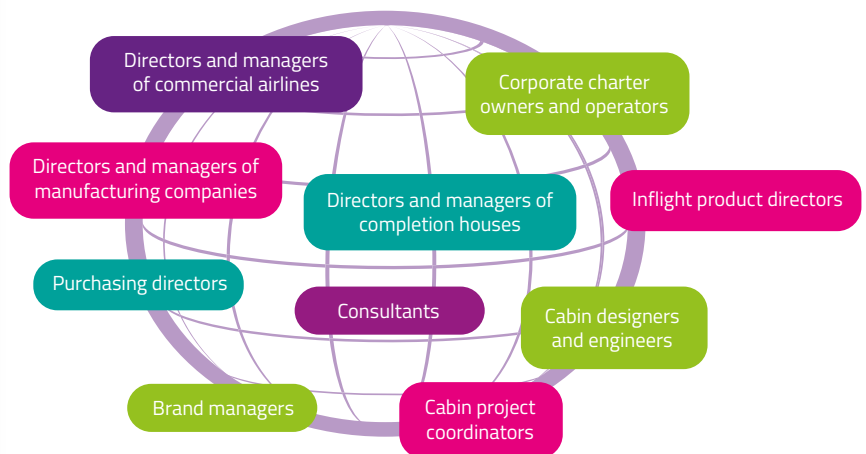 Directors and managers
of commercial airlines
Corporate charter
owners and operators
Directors and managers of
manufacturing companies
Directors and managers of
completion houses
Inflight product directors
Purchasing directors
Consultants
Cabin designers
and engineers
Brand managers
Cabin project
coordinators